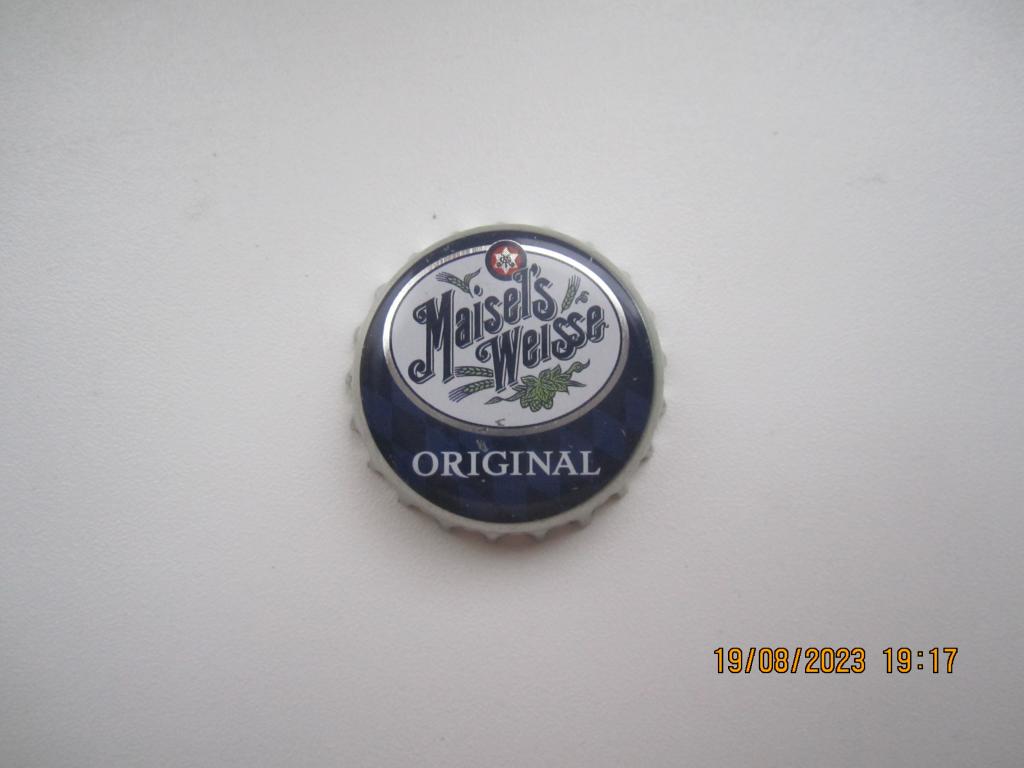 Maisel's
Weisse
ORIGINAL
19/08/2023 19:17